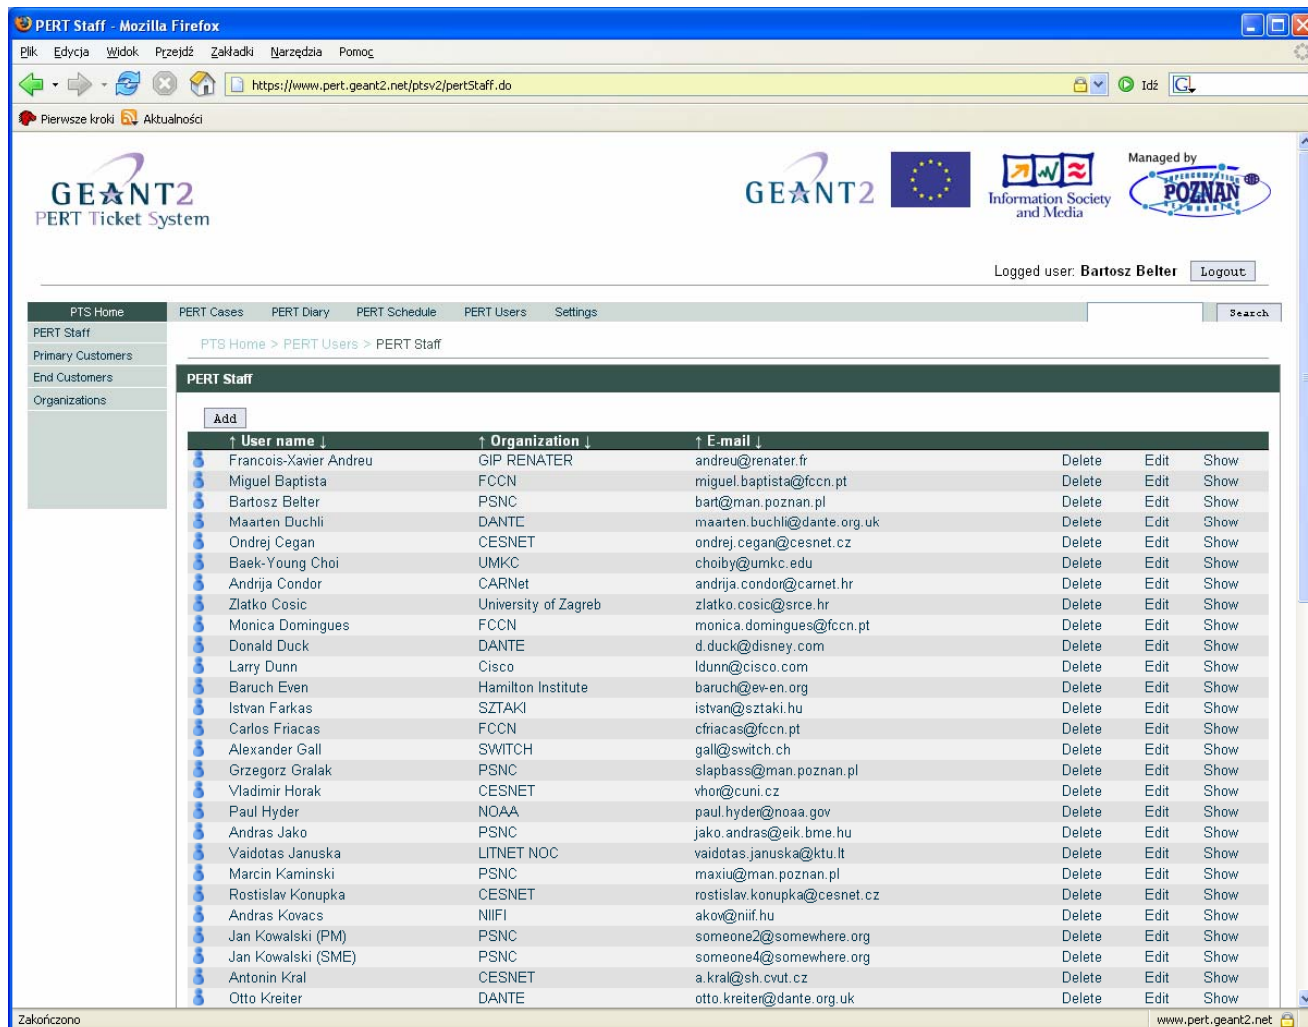 PERT Staff - Mozilla Firefox
Plik Edycja Widok Przejdź Zakładki Narzędzia Pomoc
https://www.pert.geant2.net/ptsv2/pertStaff.do Idź
Pierwsze kroki Aktualności
GEANT2
PERT Ticket System
GEANT2
Information Society
and Media
Managed by
SUPERCOMPUTING
POZNAN
NETWORKING
Logged user: Bartosz Belter Logout
PTS Home PERT Cases PERT Diary PERT Schedule PERT Users Settings Search
PERT Staff
Primary Customers
End Customers
Organizations
PTS Home > PERT Users > PERT Staff
PERT Staff
Add
↑ User name ↓ ↑ Organization ↓ ↑ E-mail ↓
Francois-Xavier Andreu GIP RENATER andreu@renater.fr Delete Edit Show
Miguel Baptista FCCN miguel.baptista@fccn.pt Delete Edit Show
Bartosz Belter PSNC bart@man.poznan.pl Delete Edit Show
Maarten Buchli DANTE maarten.buchli@dante.org.uk Delete Edit Show
Ondrej Cegan CESNET ondrej.cegan@cesnet.cz Delete Edit Show
Baek-Young Choi UMKC choiby@umkc.edu Delete Edit Show
Andrija Condor CARNet andrija.condor@carnet.hr Delete Edit Show
Zlatko Cosic University of Zagreb zlatko.cosic@srce.hr Delete Edit Show
Monica Domingues FCCN monica.domingues@fccn.pt Delete Edit Show
Donald Duck DANTE d.duck@disney.com Delete Edit Show
Larry Dunn Cisco ldunn@cisco.com Delete Edit Show
Baruch Even Hamilton Institute baruch@ev-en.org Delete Edit Show
Istvan Farkas SZTAKI istvan@sztaki.hu Delete Edit Show
Carlos Friacas FCCN cfriacas@fccn.pt Delete Edit Show
Alexander Gall SWITCH gall@switch.ch Delete Edit Show
Grzegorz Gralak PSNC slapbass@man.poznan.pl Delete Edit Show
Vladimir Horak CESNET vhor@cuni.cz Delete Edit Show
Paul Hyder NOAA paul.hyder@noaa.gov Delete Edit Show
Andras Jako PSNC jako.andras@eik.bme.hu Delete Edit Show
Vaidotas Januska LITNET NOC vaidotas.januska@ktu.lt Delete Edit Show
Marcin Kaminski PSNC maxiu@man.poznan.pl Delete Edit Show
Rostislav Konupka CESNET rostislav.konupka@cesnet.cz Delete Edit Show
Andras Kovacs NIIFI akov@niif.hu Delete Edit Show
Jan Kowalski (PM) PSNC someone2@somewhere.org Delete Edit Show
Jan Kowalski (SME) PSNC someone4@somewhere.org Delete Edit Show
Antonin Kral CESNET a.kral@sh.cvut.cz Delete Edit Show
Otto Kreiter DANTE otto.kreiter@dante.org.uk Delete Edit Show
Zakończono www.pert.geant2.net